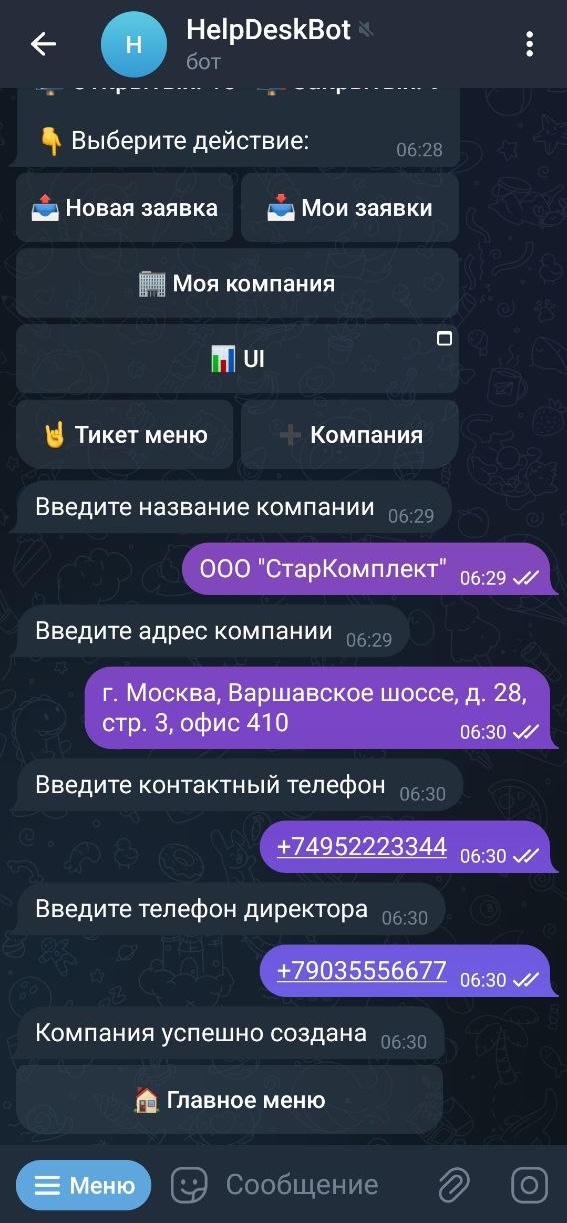 HelpDeskBot
бот
Выберите действие:
06:28
Новая заявка
Мои заявки
Моя компания
UI
Тикет меню
Компания
Введите название компании 06:29
ООО "СтарКомплект" 06:29
Введите адрес компании 06:29
г. Москва, Варшавское шоссе, д. 28,
стр. 3, офис 410 06:30
Введите контактный телефон 06:30
+74952223344 06:30
Введите телефон директора 06:30
+79035556677 06:30
Компания успешно создана 06:30
Главное меню
Меню
Сообщение